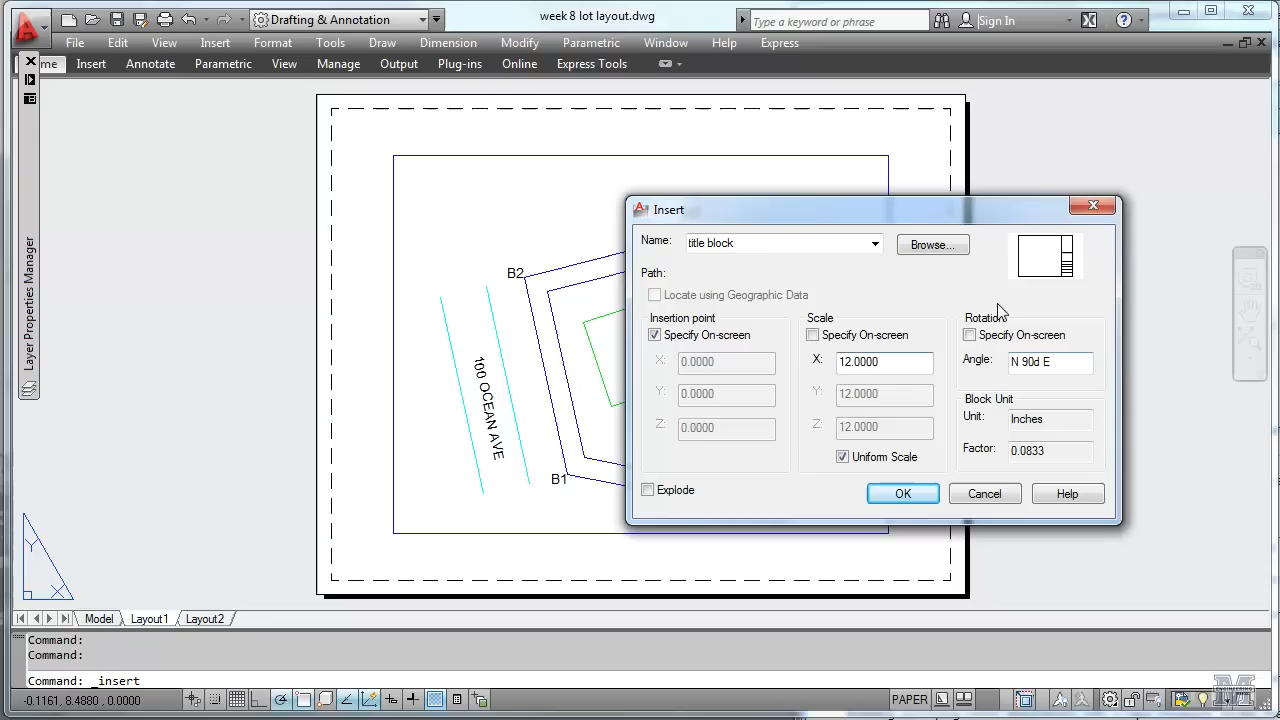 Drafting & Annotation
week 8 lot layout.dwg
Type a keyword or phrase
Sign In
File Edit View Insert Format Tools Draw Dimension Modify Parametric Window Help Express
me Insert Annotate Parametric View Manage Output Plug-ins Online Express Tools
Layer Properties Manager
B2
100 OCEAN AVE
B1
Insert
Name: title block Browse...
Path:
Locate using Geographic Data
Insertion point Scale Rotation
Specify On-screen Specify On-screen Specify On-screen
X: 0.0000 X: 12.0000 Angle: N 90d E
Y: 0.0000 Y: 12.0000
Z: 0.0000 Z: 12.0000
Block Unit
Unit: Inches
Factor: 0.0833
Uniform Scale
Explode OK Cancel Help
Y
X
Model Layout1 Layout2
Command:
Command:
Command: _insert
-0.1161, 8.4880, 0.0000 PAPER